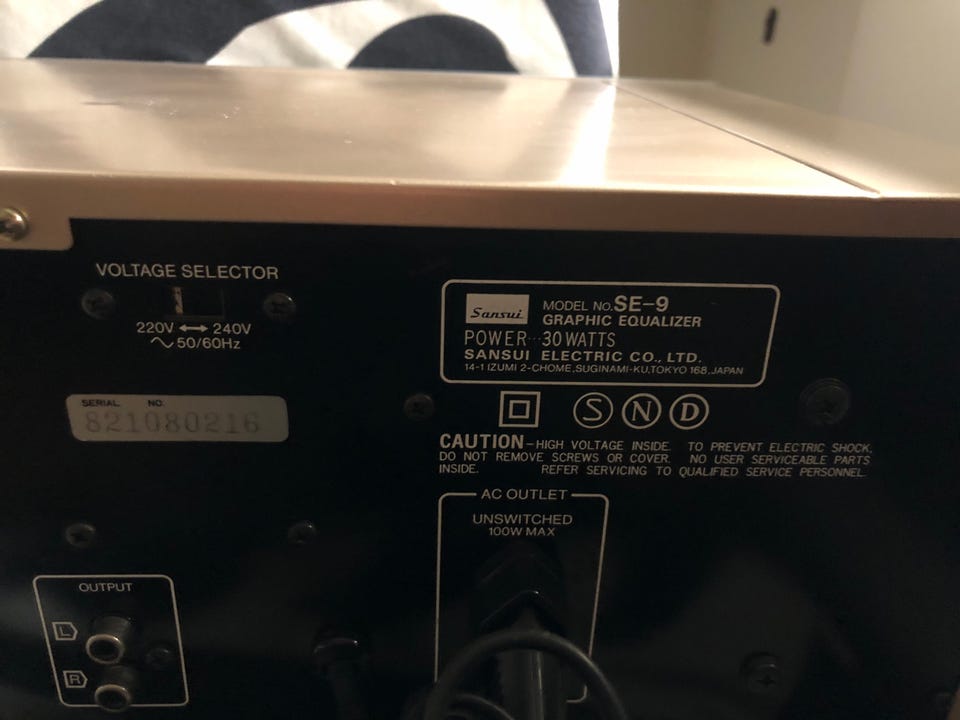 VOLTAGE SELECTOR
220V ↔ 240V
～50/60Hz
SERIAL NO.
821080216
OUTPUT
L
R
Sansui
MODEL NO. SE-9
GRAPHIC EQUALIZER
POWER···30 WATTS
SANSUI ELECTRIC CO., LTD.
14-1 IZUMI 2-CHOME, SUGINAMI-KU, TOKYO 168, JAPAN
S N D
CAUTION – HIGH VOLTAGE INSIDE. TO PREVENT ELECTRIC SHOCK,
DO NOT REMOVE SCREWS OR COVER. NO USER SERVICEABLE PARTS
INSIDE. REFER SERVICING TO QUALIFIED SERVICE PERSONNEL.
AC OUTLET
UNSWITCHED
100W MAX